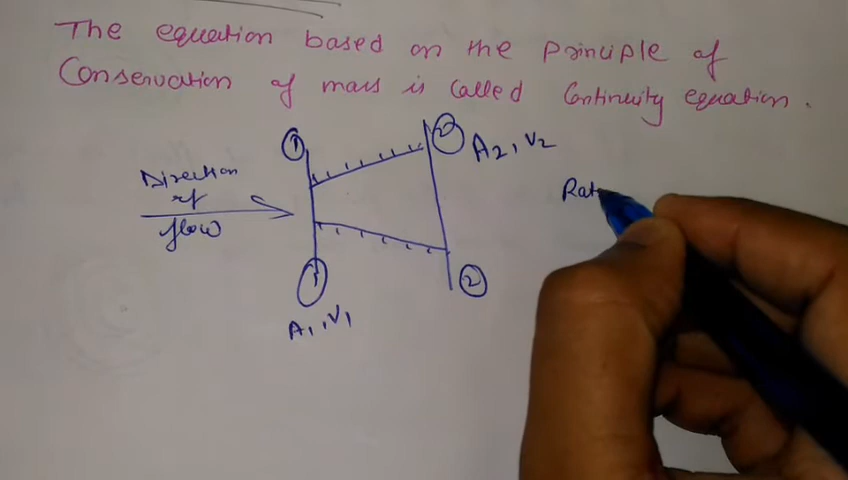 The equation based on the principle of
Conservation of mass is called Continuity equation.
① ② A2, V2
Direction
of
flow
Rat
① ②
A1, V1